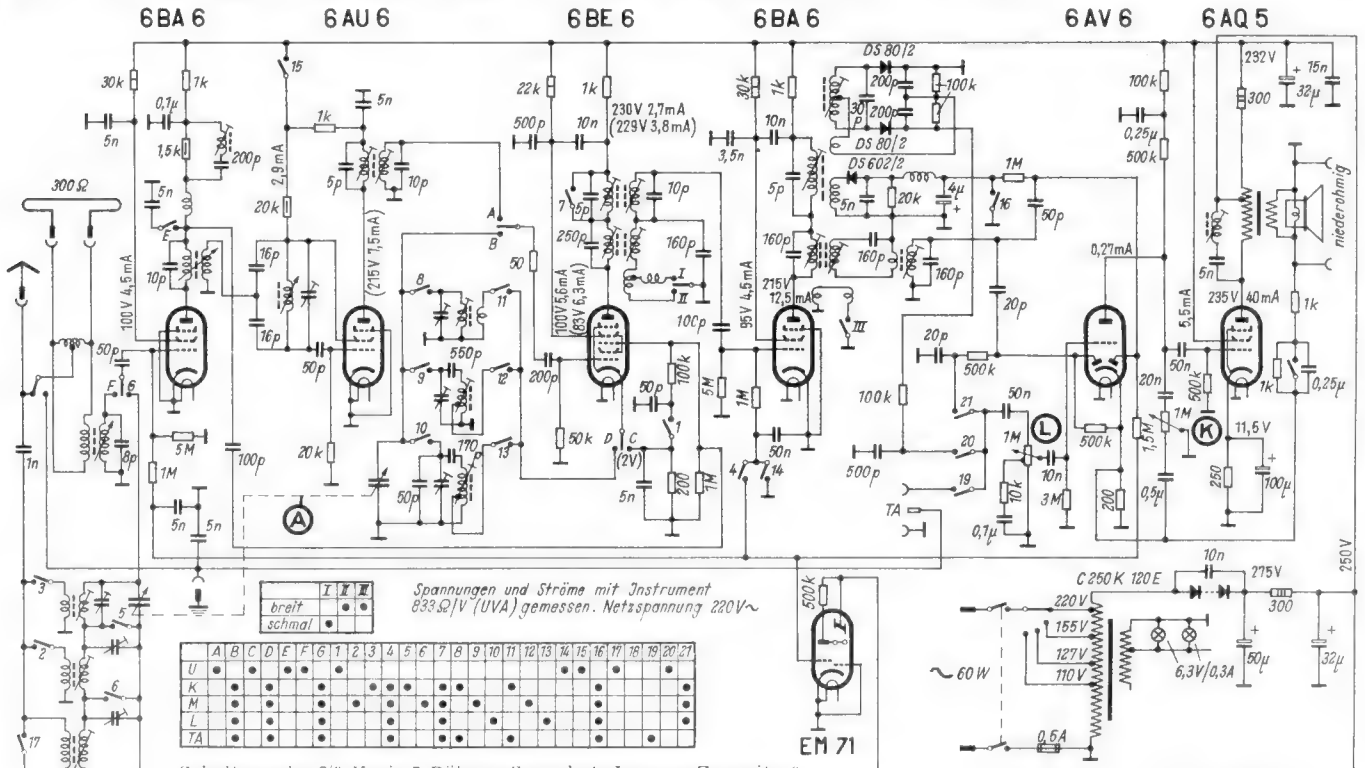 6BA6 6AU6 6BE6 6BA6 6AV6 6AQ5
30k
1k
0,1µ
5n
1,5k
200p
5n
E
10p
300Ω
100V 4,5mA
50p
F 6
8p
1n
5M
1M
5n
5n
100p
15
2,9mA
20k
16p
16p
1k
5n
5p
10p
(215V 7,5mA)
50p
20k
A
A
B
8
9
10
11
12
13
550p
170p
50p
22k
1k
500p
10n
230V 2,7mA
(229V 3,8mA)
7
5p
10p
250p
160p
I
II
50
100V 5,6mA
(83V 6,3mA)
200p
50k
100k
50p
1
D C
(2V)
5n
200
1M
100p
5M
30k
1k
3,5n
10n
5p
160p
95V 4,5mA
215V
12,5mA
III
1M
50n
4
14
DS 80/2
200p
30p
200p
100k
DS 80/2
DS 602/2
5n
20k
4µ
+
16
1M
50p
160p
160p
20p
20p
500k
100k
500p
21
20
19
TA
50n
1M
L
10n
10k
0,1µ
3M
0,27mA
500k
200
1,5M
20n
1M
0,5µ
100k
0,25µ
500k
5,5mA
50n
500k
K
232V
300
+
32µ
15n
5n
235V 40mA
11,5V
250
+
100µ
niederohmig
1k
1k
0,25µ
250V
3
2
17
5
6
I II III
breit
schmal
Spannungen und Ströme mit Instrument
833Ω/V (UVA) gemessen. Netzspannung 220V~
A B C D E F 6 1 2 3 4 5 6 7 8 9 10 11 12 13 14 15 16 17 19 20 21
U
K
M
L
TA
500k
EM 71
~60W
220V
155V
127V
110V
0,6A
C 250 K 120 E
10n
275V
300
6,3V/0,3A
+
50µ
+
32µ